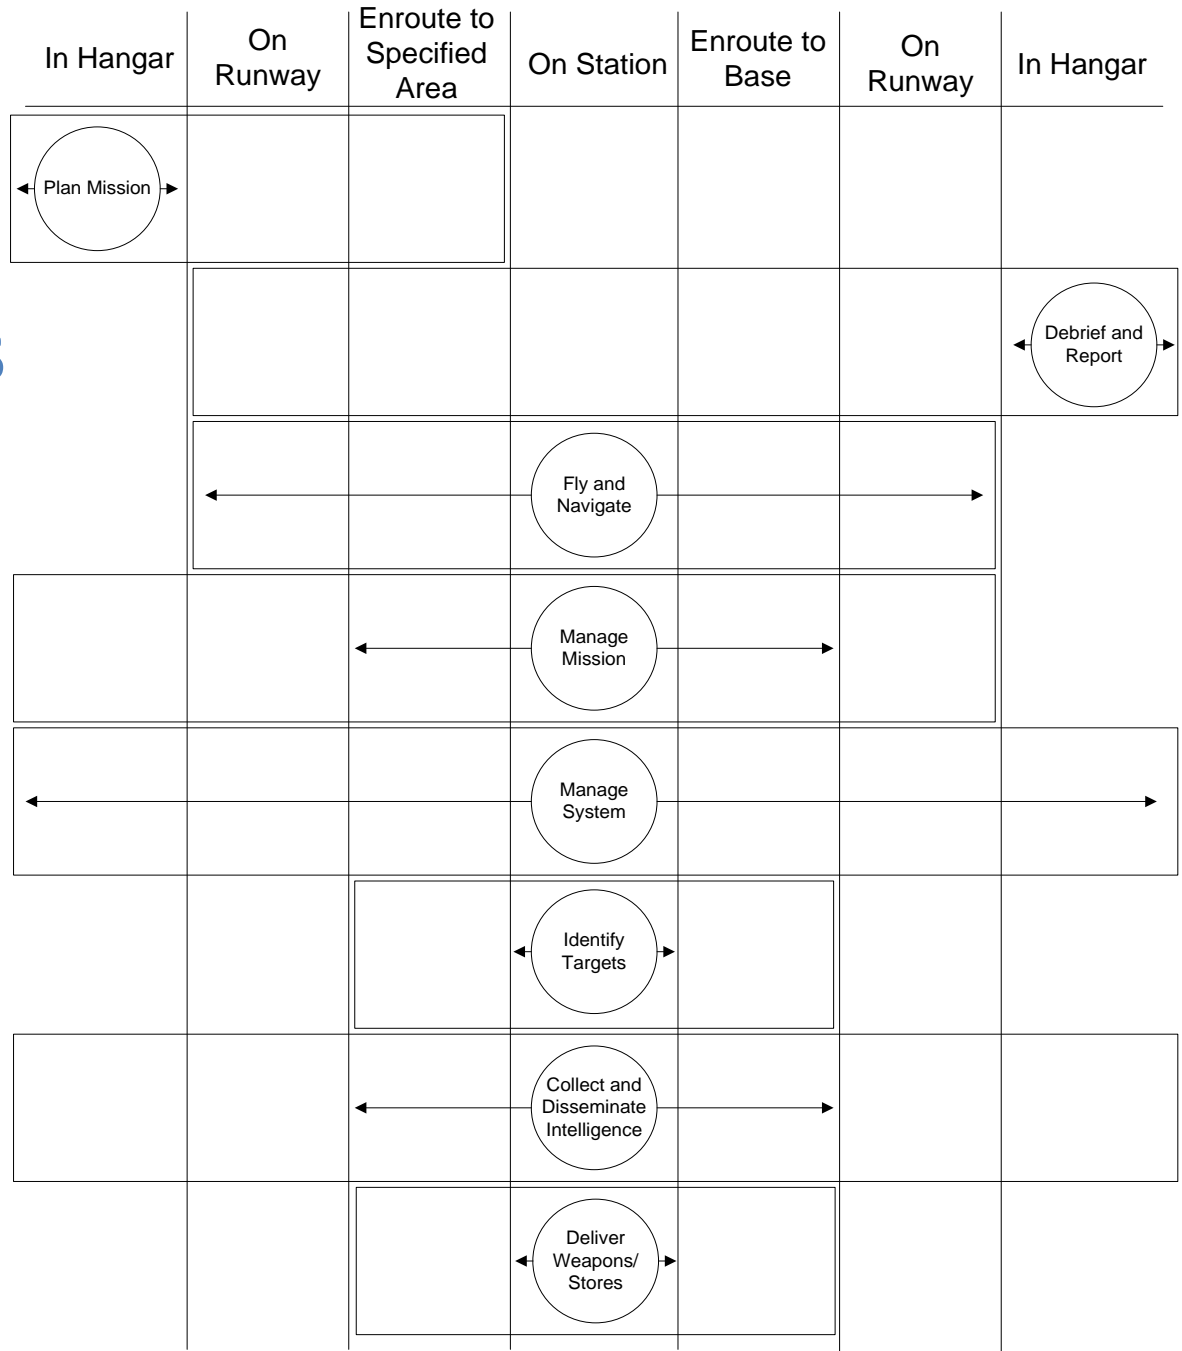 In Hangar
On
Runway
Enroute to
Specified
Area
On Station
Enroute to
Base
On
Runway
In Hangar
Plan Mission
Debrief and
Report
Fly and
Navigate
Manage
Mission
Manage
System
Identify
Targets
Collect and
Disseminate
Intelligence
Deliver
Weapons/
Stores